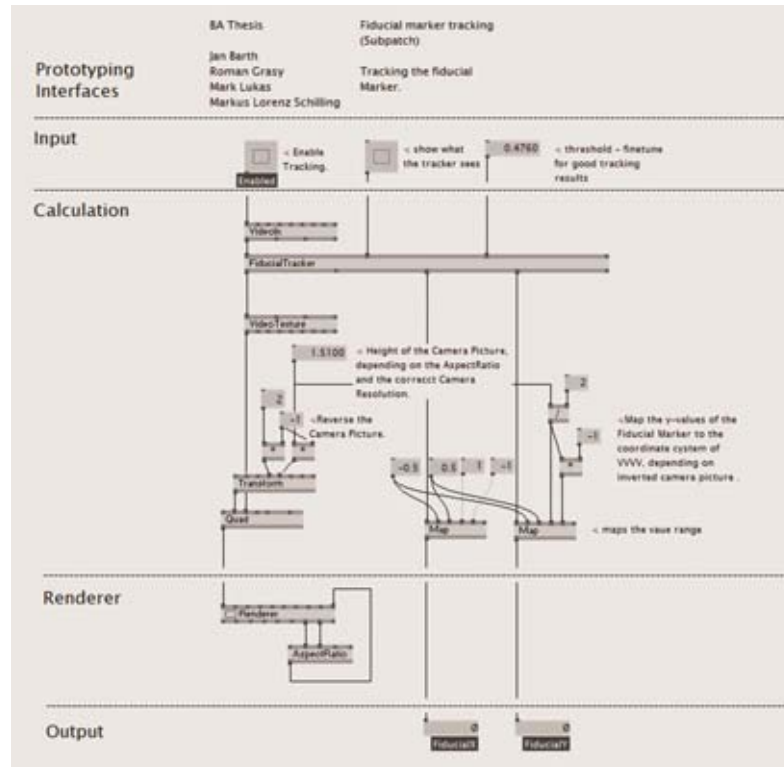 BA Thesis
Fiducial marker tracking
(Subpatch)
Prototyping
Interfaces
Jan Barth
Roman Grasy
Mark Lukas
Markus Lorenz Schilling
Tracking the fiducial
Marker.
Input
< Enable
Tracking.
Enabled
< show what
the tracker sees
0.4760
< threshold - finetune
for good tracking
results
Calculation
VideoIn
FiducialTracker
VideoTexture
1.5100
< Height of the Camera Picture,
depending on the AspectRatio
and the correcct Camera
Resolution.
2
-1
<Reverse the
Camera Picture.
*
*
Transform
Quad
-0.5
0.5
1
-1
Map
2
/
-1
*
<Map the y-values of the
Fiducial Marker to the
coordinate cystem of
VVVV, depending on
inverted camera picture .
Map
< maps the vaue range
Renderer
Renderer
AspectRatio
Output
0
FiducialX
0
FiducialY